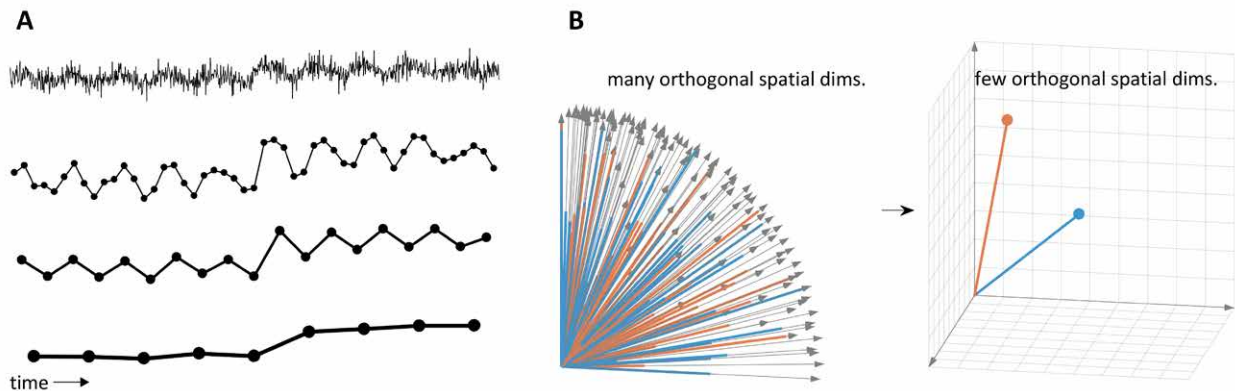 A
time
B
many orthogonal spatial dims.
few orthogonal spatial dims.